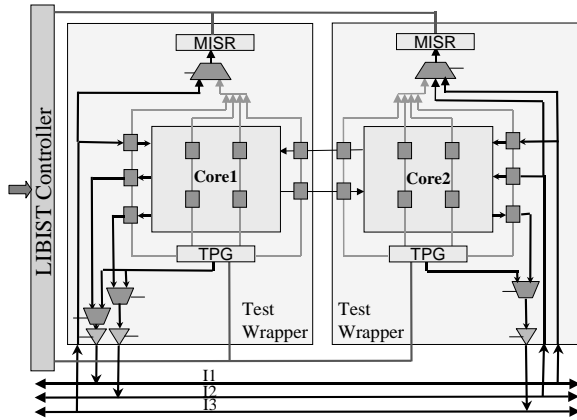 MISR
MISR
LIBIST Controller
Core1
Core2
TPG
TPG
Test
Wrapper
Test
Wrapper
I1
I2
I3